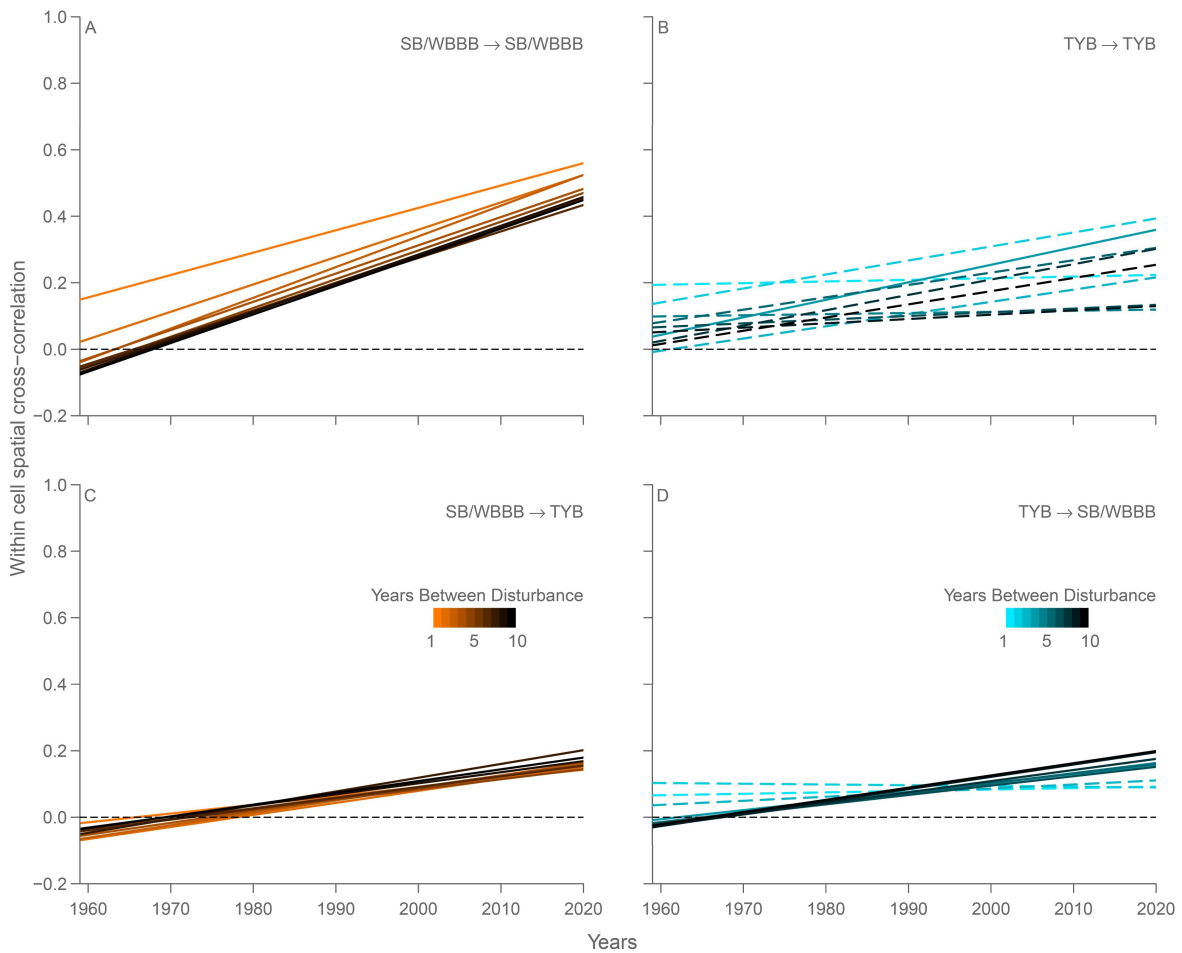 A
SB/WBBB → SB/WBBB
B
TYB → TYB
1.0
0.8
0.6
0.4
0.2
0.0
−0.2
Within cell spatial cross−correlation
C
SB/WBBB → TYB
D
TYB → SB/WBBB
1.0
0.8
0.6
0.4
0.2
0.0
−0.2
Years Between Disturbance
1 5 10
Years Between Disturbance
1 5 10
1960 1970 1980 1990 2000 2010 2020
1960 1970 1980 1990 2000 2010 2020
Years